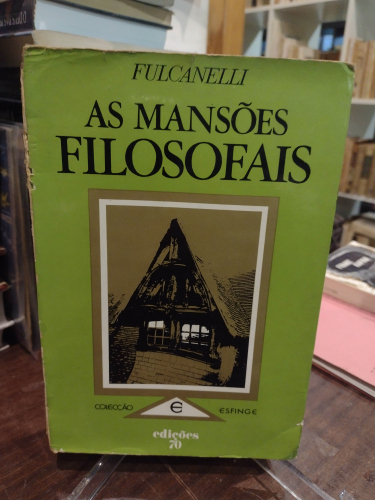 FULCANELLI
AS MANSÕES
FILOSOFAIS
COLECÇÃO e ESFINGE
edições
70